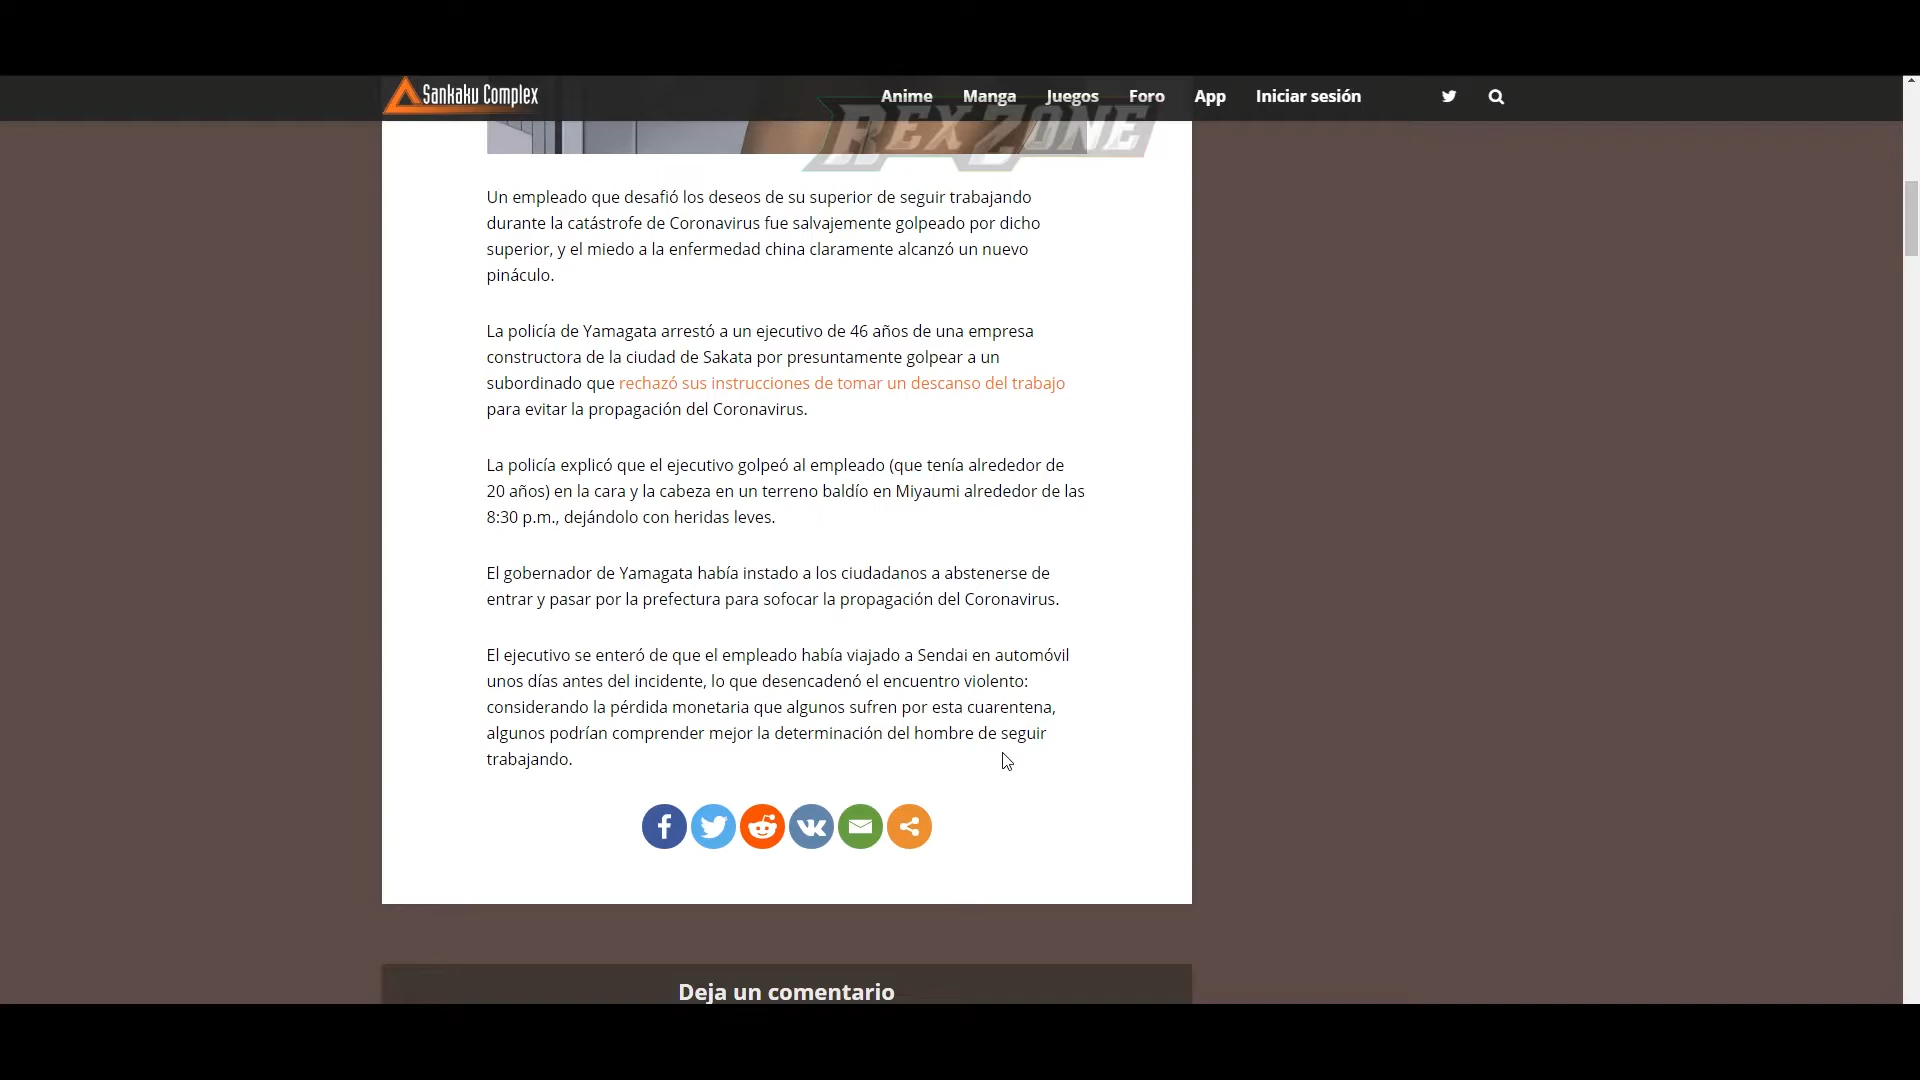 Sankaku Complex
Anime Manga Juegos Foro App Iniciar sesión
REX ZONE
Un empleado que desafió los deseos de su superior de seguir trabajando
durante la catástrofe de Coronavirus fue salvajemente golpeado por dicho
superior, y el miedo a la enfermedad china claramente alcanzó un nuevo
pináculo.
La policía de Yamagata arrestó a un ejecutivo de 46 años de una empresa
constructora de la ciudad de Sakata por presuntamente golpear a un
subordinado que rechazó sus instrucciones de tomar un descanso del trabajo
para evitar la propagación del Coronavirus.
La policía explicó que el ejecutivo golpeó al empleado (que tenía alrededor de
20 años) en la cara y la cabeza en un terreno baldío en Miyaumi alrededor de las
8:30 p.m., dejándolo con heridas leves.
El gobernador de Yamagata había instado a los ciudadanos a abstenerse de
entrar y pasar por la prefectura para sofocar la propagación del Coronavirus.
El ejecutivo se enteró de que el empleado había viajado a Sendai en automóvil
unos días antes del incidente, lo que desencadenó el encuentro violento:
considerando la pérdida monetaria que algunos sufren por esta cuarentena,
algunos podrían comprender mejor la determinación del hombre de seguir
trabajando.
Deja un comentario